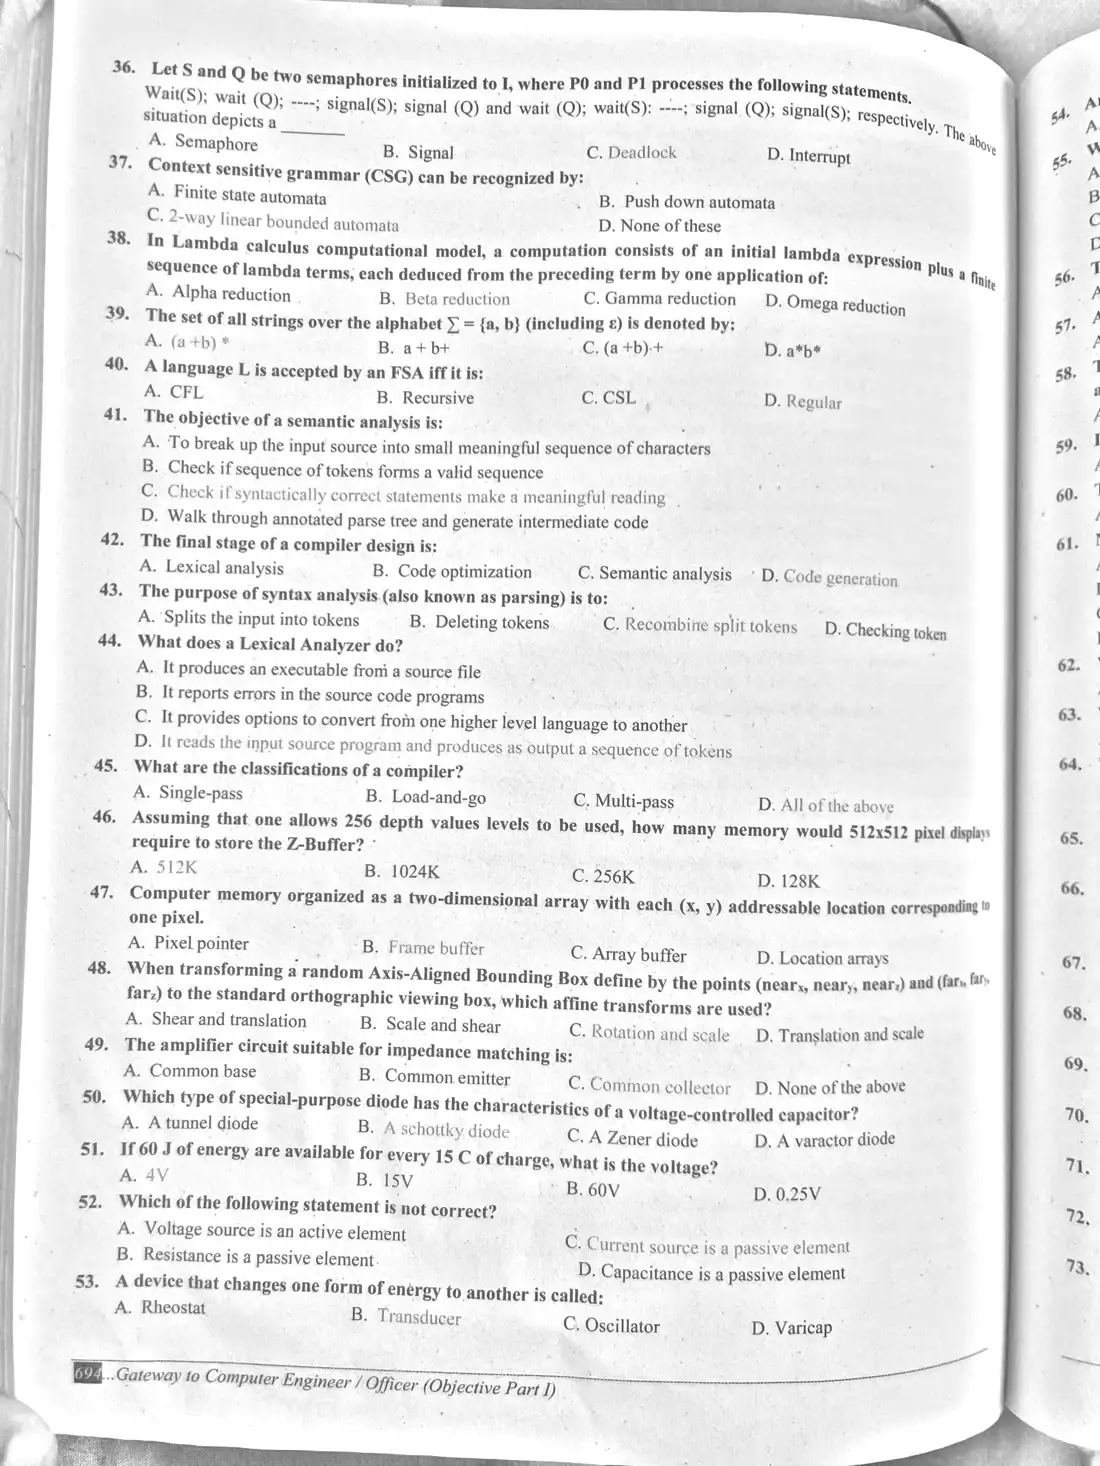 36. Let S and Q be two semaphores initialized to I, where P0 and P1 processes the following statements.
Wait(S); wait (Q); ----; signal(S); signal (Q) and wait (Q); wait(S): ----; signal (Q); signal(S); respectively. The above
situation depicts a ______
A. Semaphore B. Signal C. Deadlock D. Interrupt
37. Context sensitive grammar (CSG) can be recognized by:
A. Finite state automata B. Push down automata
C. 2-way linear bounded automata D. None of these
38. In Lambda calculus computational model, a computation consists of an initial lambda expression plus a finite
sequence of lambda terms, each deduced from the preceding term by one application of:
A. Alpha reduction B. Beta reduction C. Gamma reduction D. Omega reduction
39. The set of all strings over the alphabet ∑ = {a, b} (including ε) is denoted by:
A. (a +b) * B. a + b+ C. (a +b)·+ D. a*b*
40. A language L is accepted by an FSA iff it is:
A. CFL B. Recursive C. CSL D. Regular
41. The objective of a semantic analysis is:
A. To break up the input source into small meaningful sequence of characters
B. Check if sequence of tokens forms a valid sequence
C. Check if syntactically correct statements make a meaningful reading
D. Walk through annotated parse tree and generate intermediate code
42. The final stage of a compiler design is:
A. Lexical analysis B. Code optimization C. Semantic analysis D. Code generation
43. The purpose of syntax analysis (also known as parsing) is to:
A. Splits the input into tokens B. Deleting tokens C. Recombine split tokens D. Checking token
44. What does a Lexical Analyzer do?
A. It produces an executable from a source file
B. It reports errors in the source code programs
C. It provides options to convert from one higher level language to another
D. It reads the input source program and produces as output a sequence of tokens
45. What are the classifications of a compiler?
A. Single-pass B. Load-and-go C. Multi-pass D. All of the above
46. Assuming that one allows 256 depth values levels to be used, how many memory would 512x512 pixel displays
require to store the Z-Buffer?
A. 512K B. 1024K C. 256K D. 128K
47. Computer memory organized as a two-dimensional array with each (x, y) addressable location corresponding to
one pixel.
A. Pixel pointer B. Frame buffer C. Array buffer D. Location arrays
48. When transforming a random Axis-Aligned Bounding Box define by the points (nearₓ, nearᵧ, near_z) and (farₓ, farᵧ,
far_z) to the standard orthographic viewing box, which affine transforms are used?
A. Shear and translation B. Scale and shear C. Rotation and scale D. Translation and scale
49. The amplifier circuit suitable for impedance matching is:
A. Common base B. Common emitter C. Common collector D. None of the above
50. Which type of special-purpose diode has the characteristics of a voltage-controlled capacitor?
A. A tunnel diode B. A schottky diode C. A Zener diode D. A varactor diode
51. If 60 J of energy are available for every 15 C of charge, what is the voltage?
A. 4V B. 15V B. 60V D. 0.25V
52. Which of the following statement is not correct?
A. Voltage source is an active element C. Current source is a passive element
B. Resistance is a passive element D. Capacitance is a passive element
53. A device that changes one form of energy to another is called:
A. Rheostat B. Transducer C. Oscillator D. Varicap
694...Gateway to Computer Engineer / Officer (Objective Part I)
54.
55.
56.
57.
58.
59.
60.
61.
62.
63.
64.
65.
66.
67.
68.
69.
70.
71.
72.
73.